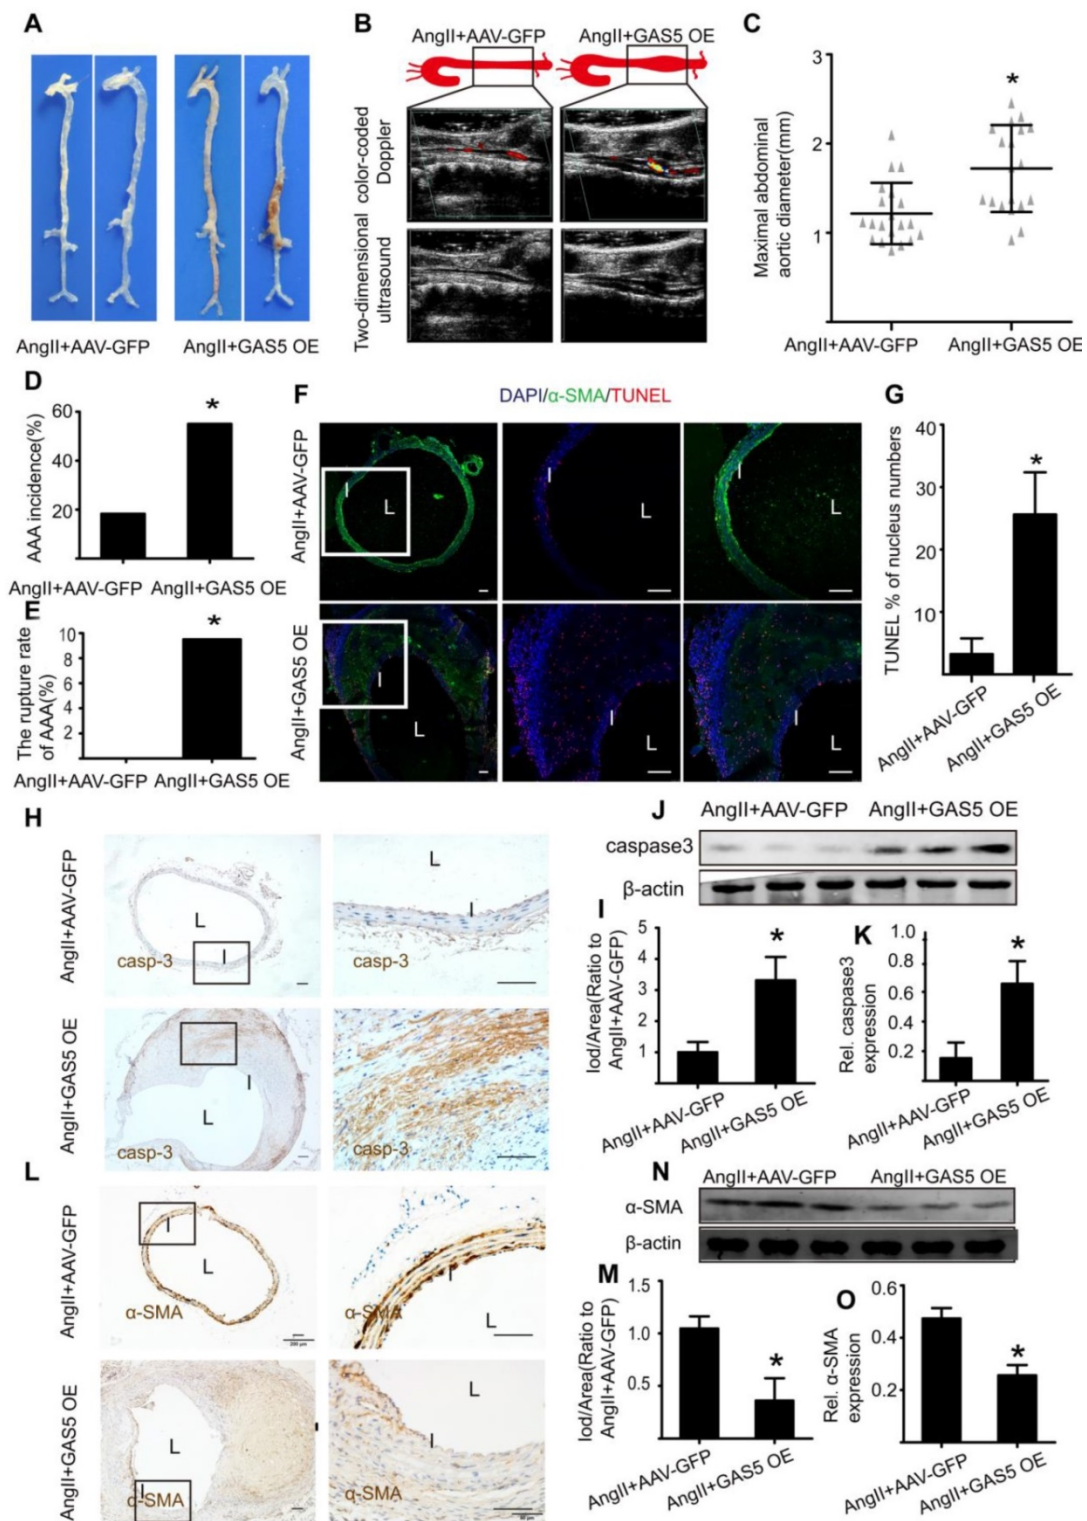 A
AngII+AAV-GFP
AngII+GAS5 OE
B
AngII+AAV-GFP
AngII+GAS5 OE
color-coded
Doppler
Two-dimensional
ultrasound
C
Maximal abdominal
aortic diameter(mm)
3
2
1
*
AngII+AAV-GFP
AngII+GAS5 OE
D
AAA incidence(%)
60
40
20
*
AngII+AAV-GFP
AngII+GAS5 OE
E
The rupture rate
of AAA(%)
10
8
6
4
2
*
AngII+AAV-GFP
AngII+GAS5 OE
F
DAPI/α-SMA/TUNEL
AngII+AAV-GFP
I
L
I
L
I
L
AngII+GAS5 OE
I
L
I
L
I
L
G
TUNEL % of nucleus numbers
40
30
20
10
*
AngII+AAV-GFP
AngII+GAS5 OE
H
AngII+AAV-GFP
L
I
casp-3
L
I
AngII+GAS5 OE
I
L
casp-3
casp-3
J
AngII+AAV-GFP
AngII+GAS5 OE
caspase3
β-actin
I
Iod/Area(Ratio to
AngII+AAV-GFP)
5
4
3
2
1
*
AngII+AAV-GFP
AngII+GAS5 OE
K
Rel. caspase3
expression
1.0
0.8
0.6
0.4
0.2
*
AngII+AAV-GFP
AngII+GAS5 OE
L
AngII+AAV-GFP
I
L
α-SMA
200 μm
α-SMA
I
L
AngII+GAS5 OE
L
I
α-SMA
L
I
α-SMA
N
AngII+AAV-GFP
AngII+GAS5 OE
α-SMA
β-actin
M
Iod/Area(Ratio to
AngII+AAV-GFP)
1.5
1.0
0.5
*
AngII+AAV-GFP
AngII+GAS5 OE
O
Rel. α-SMA
expression
0.6
0.4
0.2
*
AngII+AAV-GFP
AngII+GAS5 OE